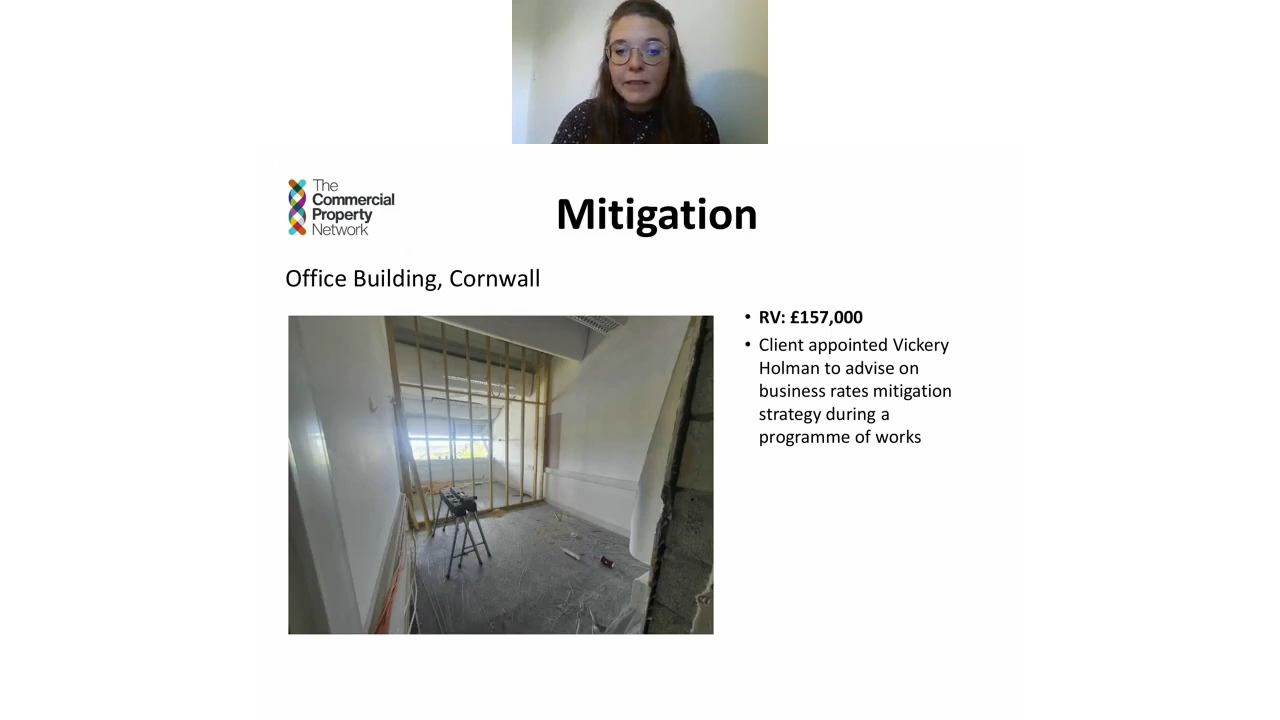 The
Commercial
Property
Network
Mitigation
Office Building, Cornwall
• RV: £157,000
• Client appointed Vickery
Holman to advise on
business rates mitigation
strategy during a
programme of works